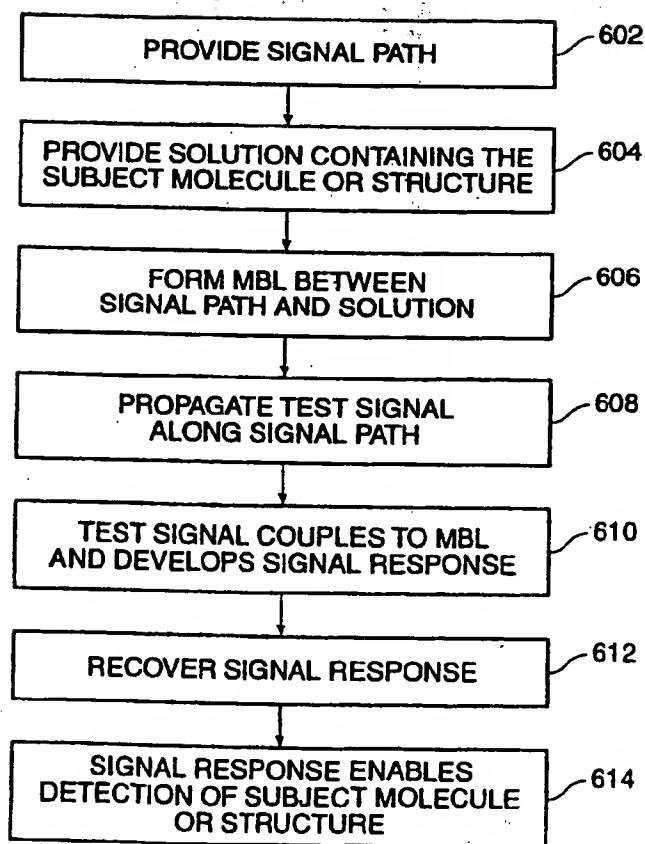 PROVIDE SIGNAL PATH
602
PROVIDE SOLUTION CONTAINING THE
SUBJECT MOLECULE OR STRUCTURE
604
FORM MBL BETWEEN
SIGNAL PATH AND SOLUTION
606
PROPAGATE TEST SIGNAL
ALONG SIGNAL PATH
608
TEST SIGNAL COUPLES TO MBL
AND DEVELOPS SIGNAL RESPONSE
610
RECOVER SIGNAL RESPONSE
612
SIGNAL RESPONSE ENABLES
DETECTION OF SUBJECT MOLECULE
OR STRUCTURE
614